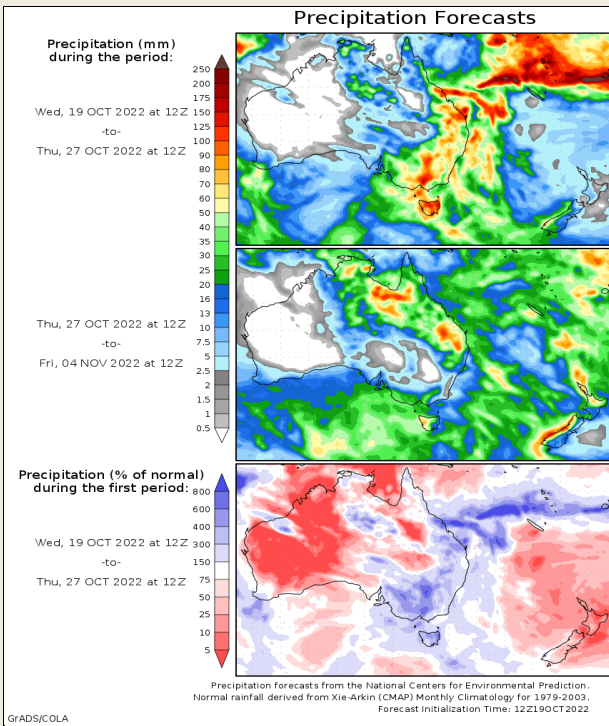 Precipitation Forecasts
Precipitation (mm)
during the period:
Wed, 19 OCT 2022 at 12Z
-to-
Thu, 27 OCT 2022 at 12Z
250
200
175
150
125
100
90
80
70
60
50
40
35
30
25
20
16
13
10
7.5
5
2.5
2
1.5
1
0.5
Thu, 27 OCT 2022 at 12Z
-to-
Fri, 04 NOV 2022 at 12Z
Precipitation (% of normal)
during the first period:
Wed, 19 OCT 2022 at 12Z
-to-
Thu, 27 OCT 2022 at 12Z
800
600
400
300
150
75
50
25
10
5
Precipitation forecasts from the National Centers for Environmental Prediction.
Normal rainfall derived from Xie-Arkin (CMAP) Monthly Climatology for 1979-2003.
Forecast Initialization Time: 12Z19OCT2022
GrADS/COLA